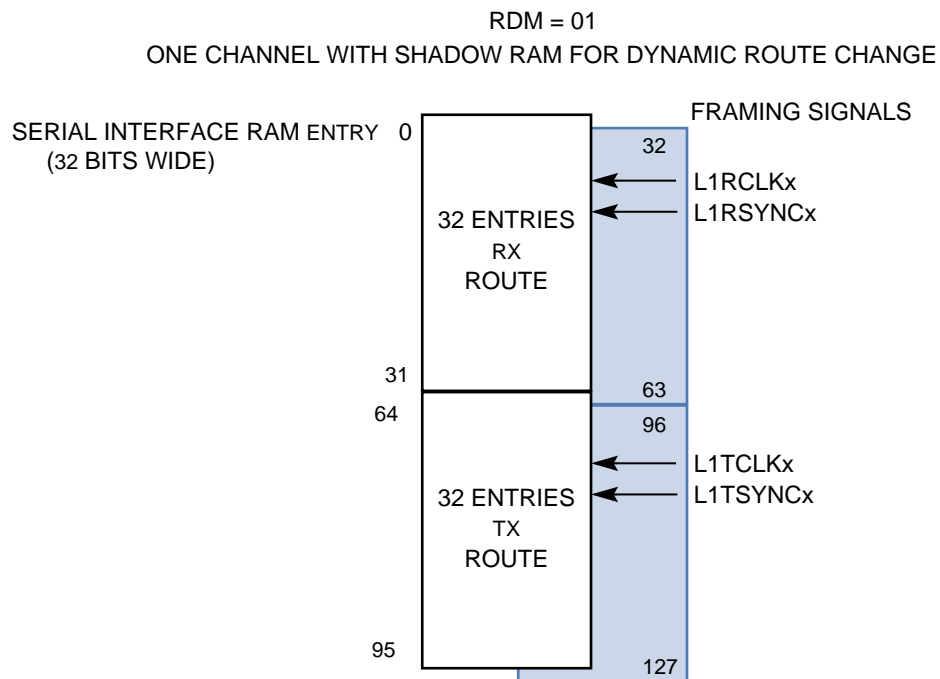 RDM = 01
ONE CHANNEL WITH SHADOW RAM FOR DYNAMIC ROUTE CHANGE
FRAMING SIGNALS
SERIAL INTERFACE RAM ENTRY 0
(32 BITS WIDE)
32
L1RCLKx
L1RSYNCx
32 ENTRIES
RX
ROUTE
31
63
64
96
L1TCLKx
L1TSYNCx
32 ENTRIES
TX
ROUTE
95
127